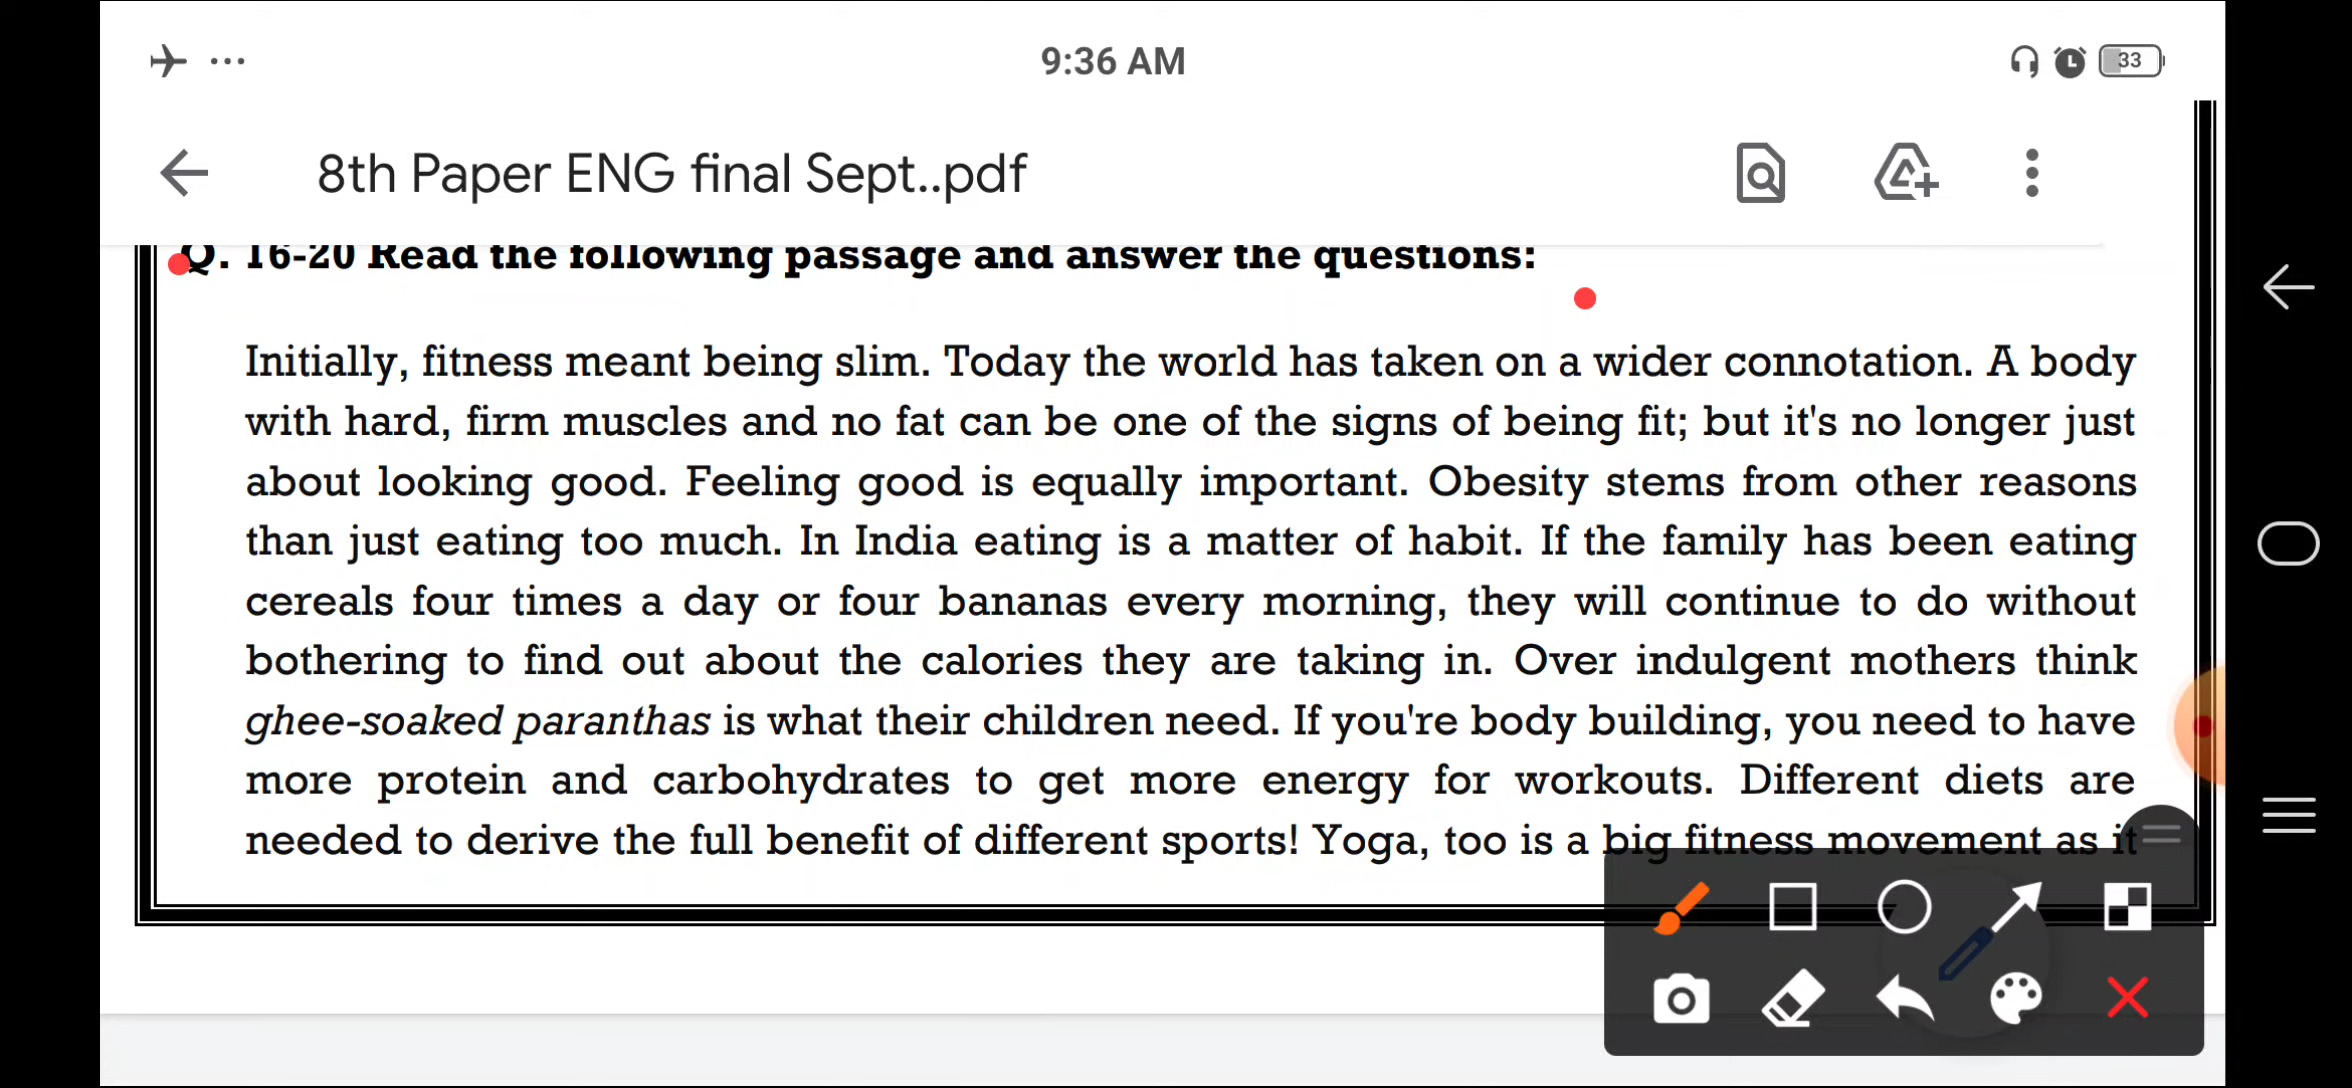 9:36 AM
33
8th Paper ENG final Sept..pdf
Q. 16-20 Read the following passage and answer the questions:
Initially, fitness meant being slim. Today the world has taken on a wider connotation. A body
with hard, firm muscles and no fat can be one of the signs of being fit; but it's no longer just
about looking good. Feeling good is equally important. Obesity stems from other reasons
than just eating too much. In India eating is a matter of habit. If the family has been eating
cereals four times a day or four bananas every morning, they will continue to do without
bothering to find out about the calories they are taking in. Over indulgent mothers think
ghee-soaked paranthas is what their children need. If you're body building, you need to have
more protein and carbohydrates to get more energy for workouts. Different diets are
needed to derive the full benefit of different sports! Yoga, too is a big fitness movement as it